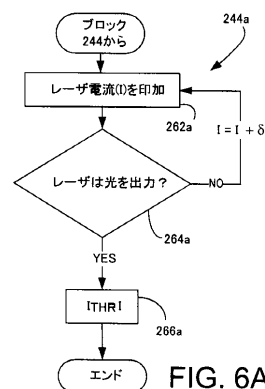 ブロック
244から
244a
レーザ電流(I)を印加
262a
I = I + δ
レーザは光を出力？
NO
264a
YES
ITHR I
266a
エンド
FIG. 6A